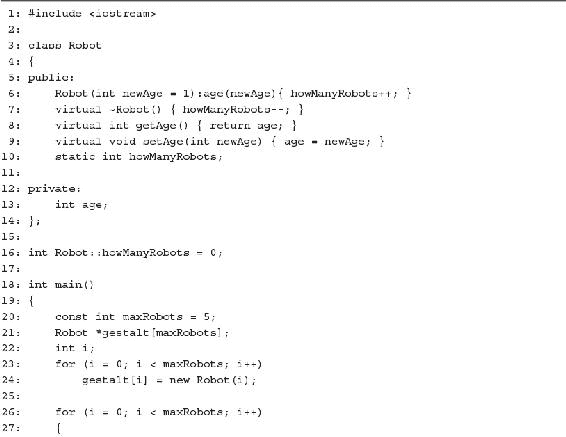 1: #include <iostream>
2:
3: class Robot
4: {
5: public:
6:     Robot(int newAge = 1):age(newAge){ howManyRobots++; }
7:     virtual ~Robot() { howManyRobots--; }
8:     virtual int getAge() { return age; }
9:     virtual void setAge(int newAge) { age = newAge; }
10:     static int howManyRobots;
11:
12: private:
13:     int age;
14: };
15:
16: int Robot::howManyRobots = 0;
17:
18: int main()
19: {
20:     const int maxRobots = 5;
21:     Robot *gestalt[maxRobots];
22:     int i;
23:     for (i = 0; i < maxRobots; i++)
24:         gestalt[i] = new Robot(i);
25:
26:     for (i = 0; i < maxRobots; i++)
27:     {